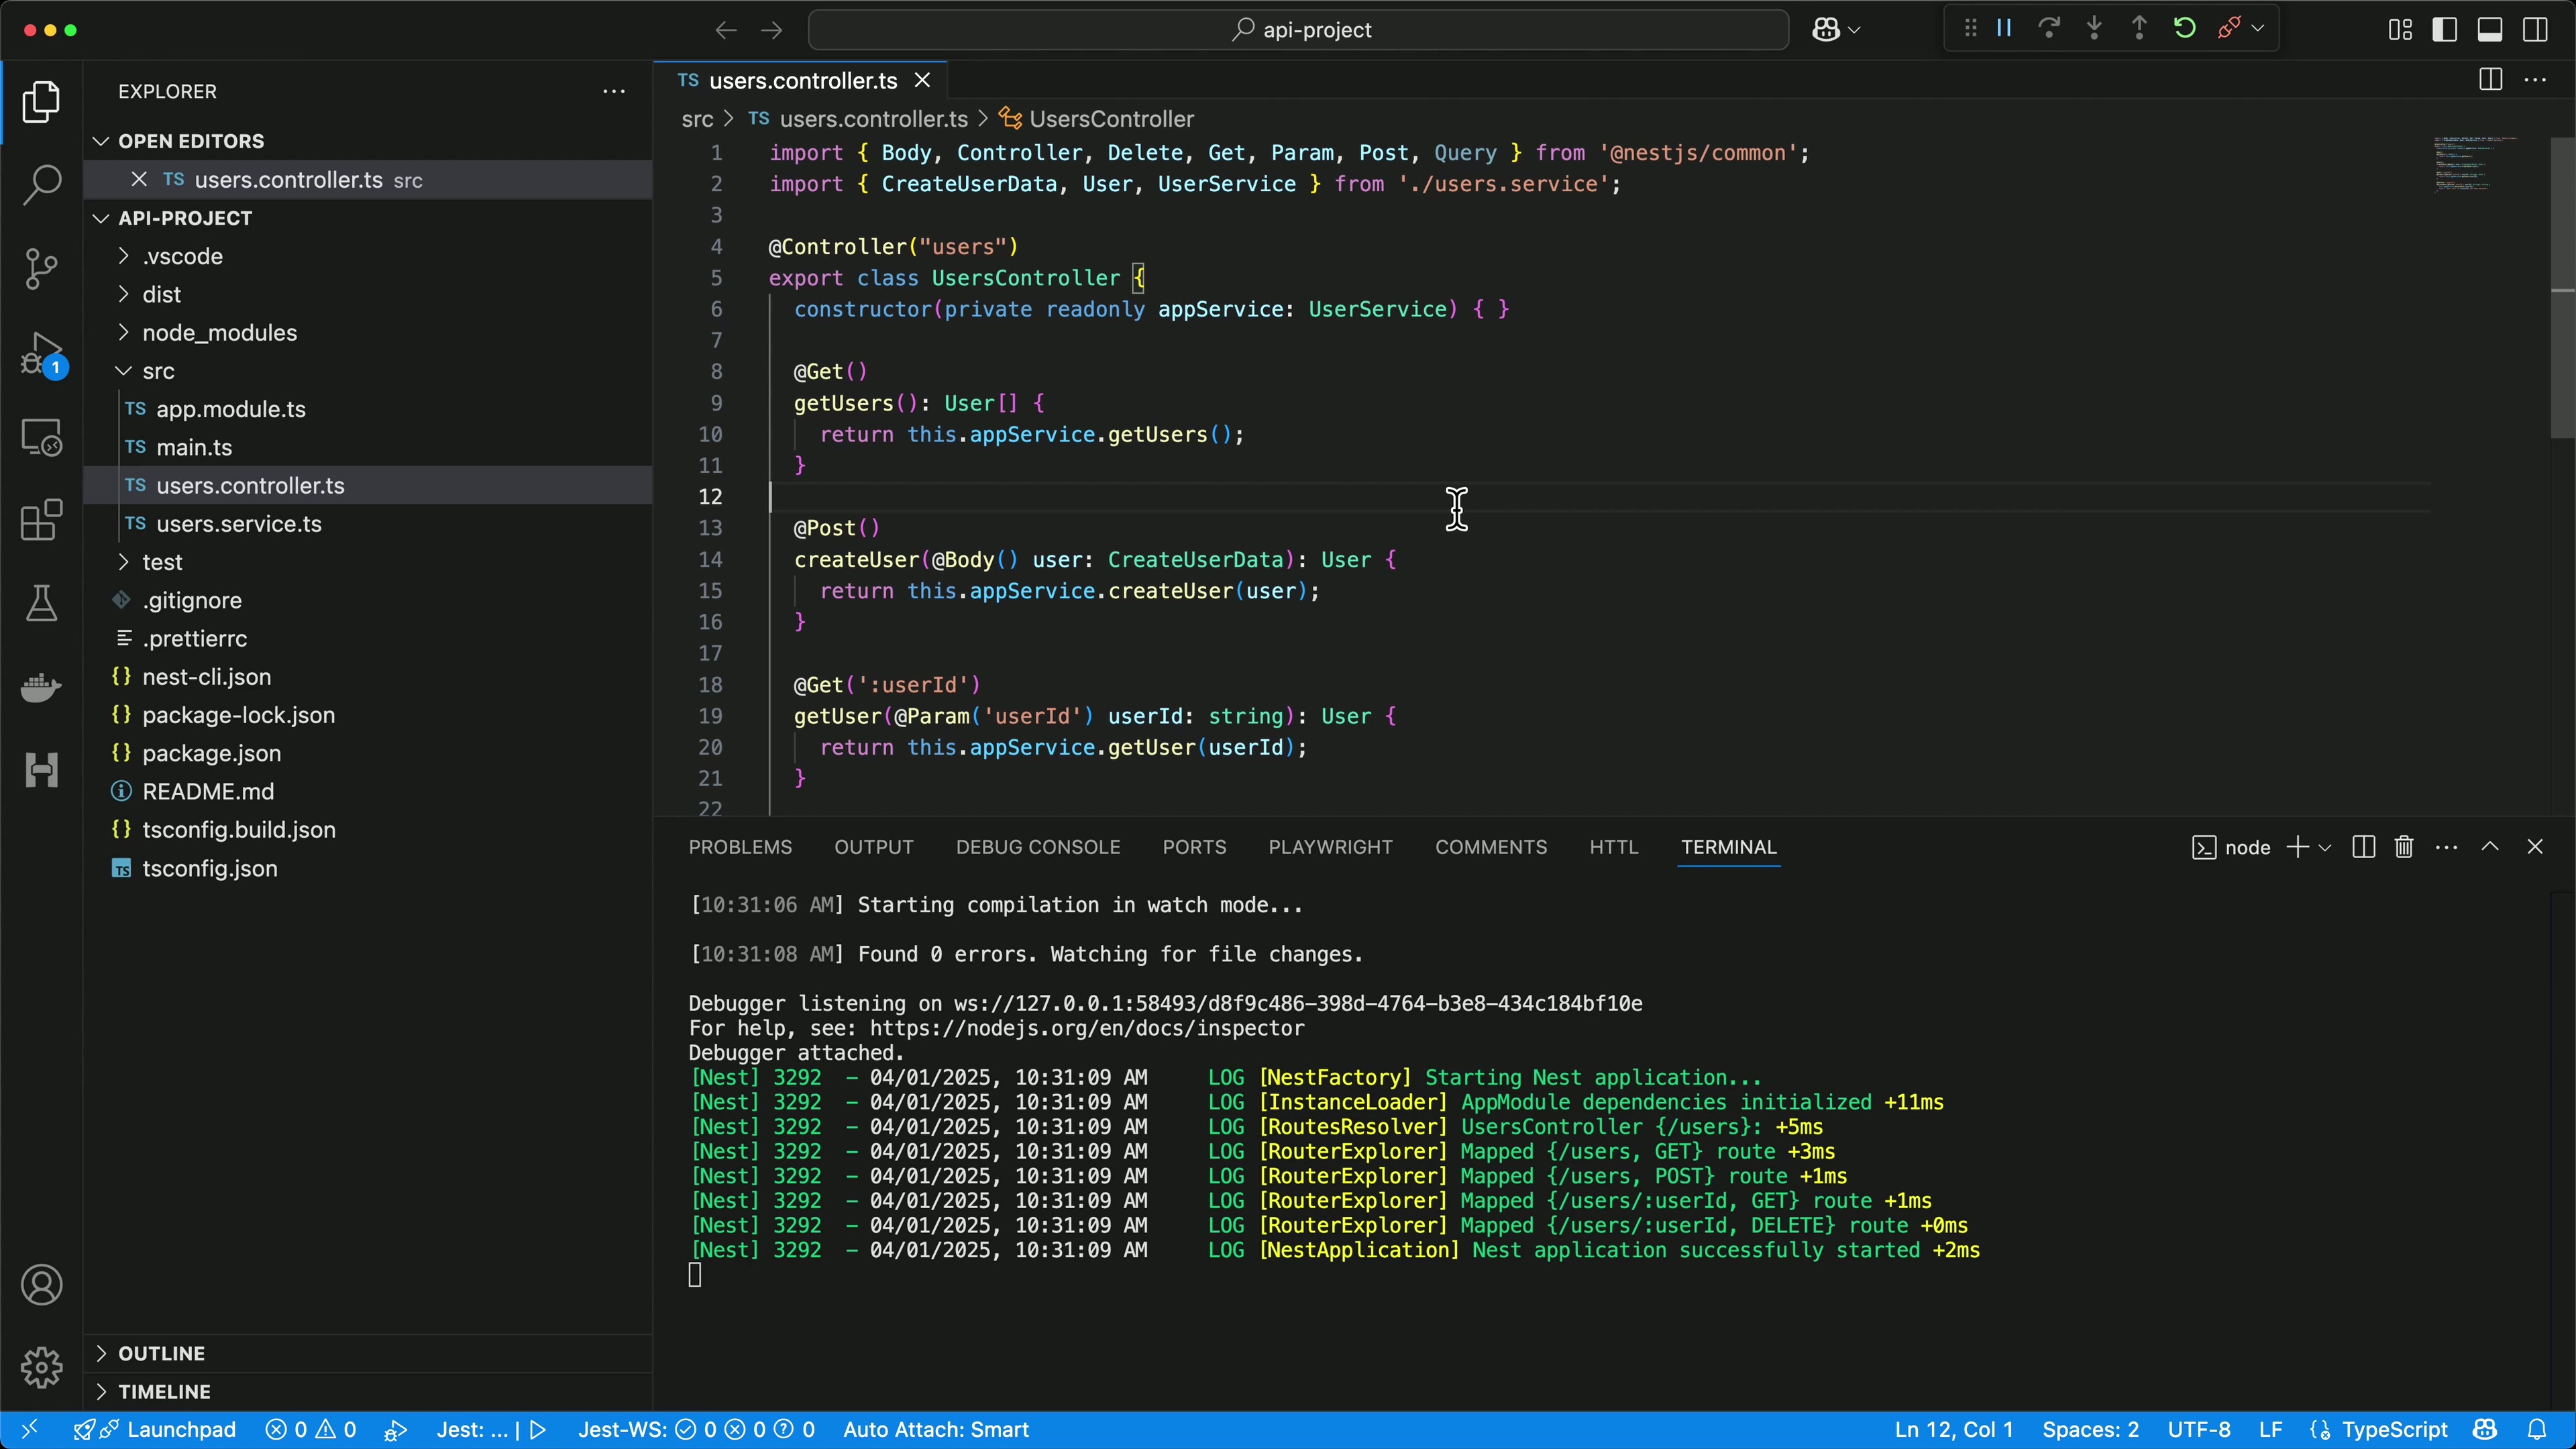 api-project
EXPLORER
OPEN EDITORS
TS users.controller.ts src
API-PROJECT
.vscode
dist
node_modules
src
TS app.module.ts
TS main.ts
TS users.controller.ts
TS users.service.ts
test
.gitignore
.prettierrc
{} nest-cli.json
{} package-lock.json
{} package.json
README.md
{} tsconfig.build.json
TS tsconfig.json
OUTLINE
TIMELINE
1
TS users.controller.ts
src > TS users.controller.ts > UsersController
1 import { Body, Controller, Delete, Get, Param, Post, Query } from '@nestjs/common';
2 import { CreateUserData, User, UserService } from './users.service';
3
4 @Controller("users")
5 export class UsersController {
6 constructor(private readonly appService: UserService) { }
7
8 @Get()
9 getUsers(): User[] {
10 return this.appService.getUsers();
11 }
12
13 @Post()
14 createUser(@Body() user: CreateUserData): User {
15 return this.appService.createUser(user);
16 }
17
18 @Get(':userId')
19 getUser(@Param('userId') userId: string): User {
20 return this.appService.getUser(userId);
21 }
22
PROBLEMS OUTPUT DEBUG CONSOLE PORTS PLAYWRIGHT COMMENTS HTTL TERMINAL node
[10:31:06 AM] Starting compilation in watch mode...
[10:31:08 AM] Found 0 errors. Watching for file changes.
Debugger listening on ws://127.0.0.1:58493/d8f9c486-398d-4764-b3e8-434c184bf10e
For help, see: https://nodejs.org/en/docs/inspector
Debugger attached.
[Nest] 3292 - 04/01/2025, 10:31:09 AM LOG [NestFactory] Starting Nest application...
[Nest] 3292 - 04/01/2025, 10:31:09 AM LOG [InstanceLoader] AppModule dependencies initialized +11ms
[Nest] 3292 - 04/01/2025, 10:31:09 AM LOG [RoutesResolver] UsersController {/users}: +5ms
[Nest] 3292 - 04/01/2025, 10:31:09 AM LOG [RouterExplorer] Mapped {/users, GET} route +3ms
[Nest] 3292 - 04/01/2025, 10:31:09 AM LOG [RouterExplorer] Mapped {/users, POST} route +1ms
[Nest] 3292 - 04/01/2025, 10:31:09 AM LOG [RouterExplorer] Mapped {/users/:userId, GET} route +1ms
[Nest] 3292 - 04/01/2025, 10:31:09 AM LOG [RouterExplorer] Mapped {/users/:userId, DELETE} route +0ms
[Nest] 3292 - 04/01/2025, 10:31:09 AM LOG [NestApplication] Nest application successfully started +2ms
Launchpad 0 0 Jest: ... | Jest-WS: 0 0 0 Auto Attach: Smart Ln 12, Col 1 Spaces: 2 UTF-8 LF TypeScript